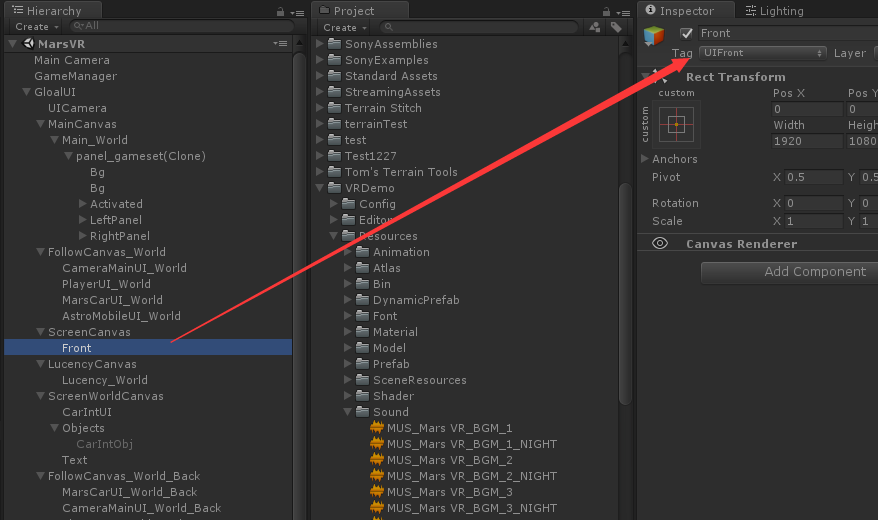 Hierarchy
Create
All
MarsVR
Main Camera
GameManager
GloalUI
UICamera
MainCanvas
Main_World
panel_gameset(Clone)
Bg
Bg
Activated
LeftPanel
RightPanel
FollowCanvas_World
CameraMainUI_World
PlayerUI_World
MarsCarUI_World
AstroMobileUI_World
ScreenCanvas
Front
LucencyCanvas
Lucency_World
ScreenWorldCanvas
CarIntUI
Objects
CarIntObj
Text
FollowCanvas_World_Back
MarsCarUI_World_Back
CameraMainUI_World_Back
Project
Create
SonyAssemblies
SonyExamples
Standard Assets
StreamingAssets
Terrain Stitch
terrainTest
test
Test1227
Tom's Terrain Tools
VRDemo
Config
Editor
Resources
Animation
Atlas
Bin
DynamicPrefab
Font
Material
Model
Prefab
SceneResources
Shader
Sound
MUS_Mars VR_BGM_1
MUS_Mars VR_BGM_1_NIGHT
MUS_Mars VR_BGM_2
MUS_Mars VR_BGM_2_NIGHT
MUS_Mars VR_BGM_3
MUS_Mars VR_BGM_3_NIGHT
Inspector
Lighting
Front
Tag UIFront Layer
Rect Transform
custom
custom
Pos X Pos Y
0 0
Width Heigh
1920 1080
Anchors
Pivot X 0.5 Y 0.5
Rotation X 0 Y 0
Scale X 1 Y 1
Canvas Renderer
Add Component